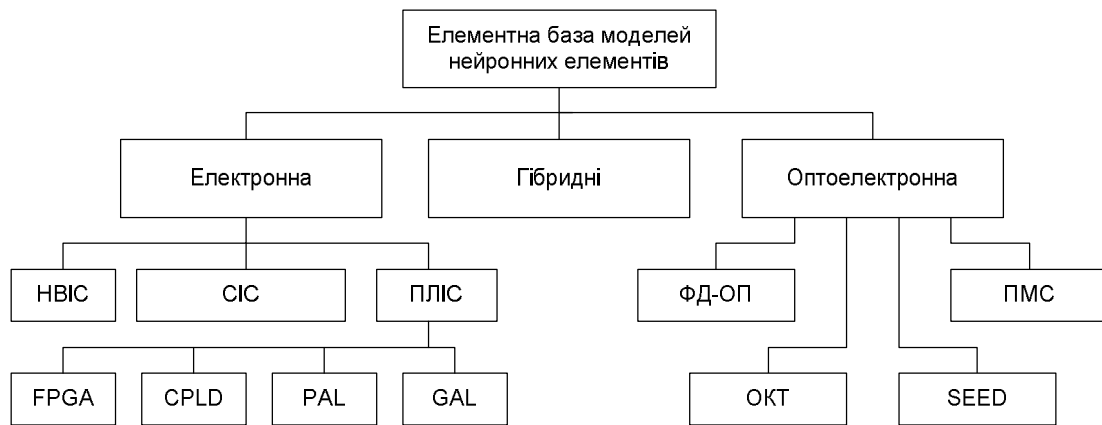 Елементна база моделей
нейронних елементів
Електронна
Гібридні
Оптоелектронна
НВІС
СІС
ПЛІС
ФД-ОП
ПМС
FPGA
CPLD
PAL
GAL
ОКТ
SEED